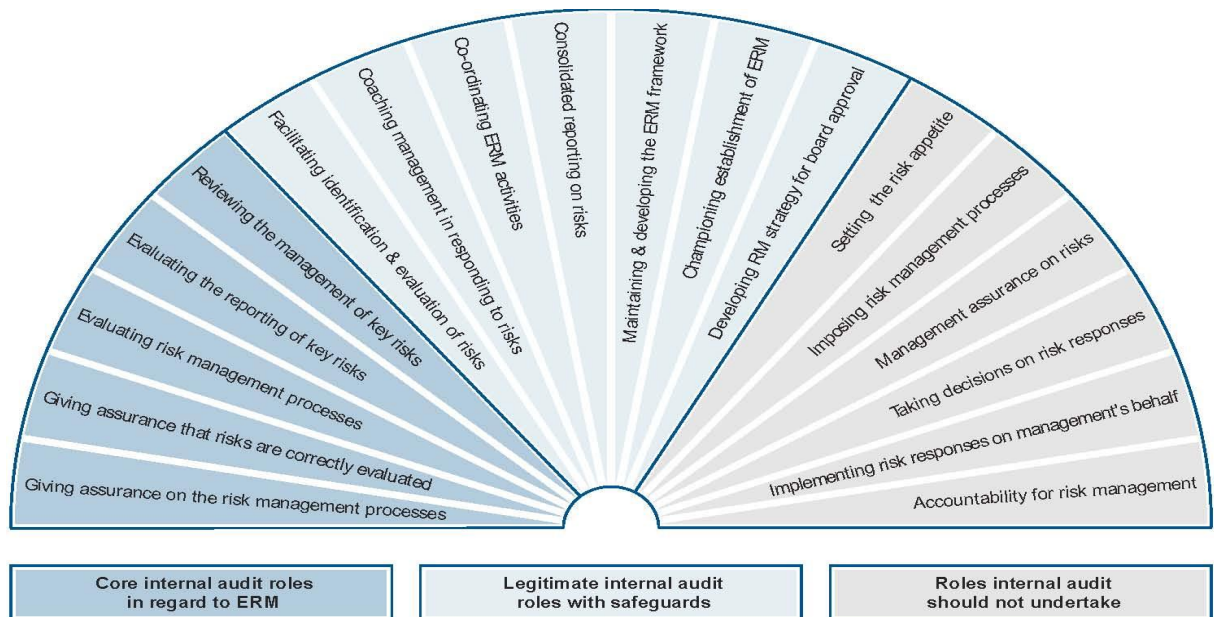 Giving assurance on the risk management processes
Giving assurance that risks are correctly evaluated
Evaluating risk management processes
Evaluating the reporting of key risks
Reviewing the management of key risks
Facilitating identification & evaluation of risks
Coaching management in responding to risks
Co-ordinating ERM activities
Consolidated reporting on risks
Maintaining & developing the ERM framework
Championing establishment of ERM
Developing RM strategy for board approval
Setting the risk appetite
Imposing risk management processes
Management assurance on risks
Taking decisions on risk responses
Implementing risk responses on management's behalf
Accountability for risk management
Core internal audit roles
in regard to ERM
Legitimate internal audit
roles with safeguards
Roles internal audit
should not undertake